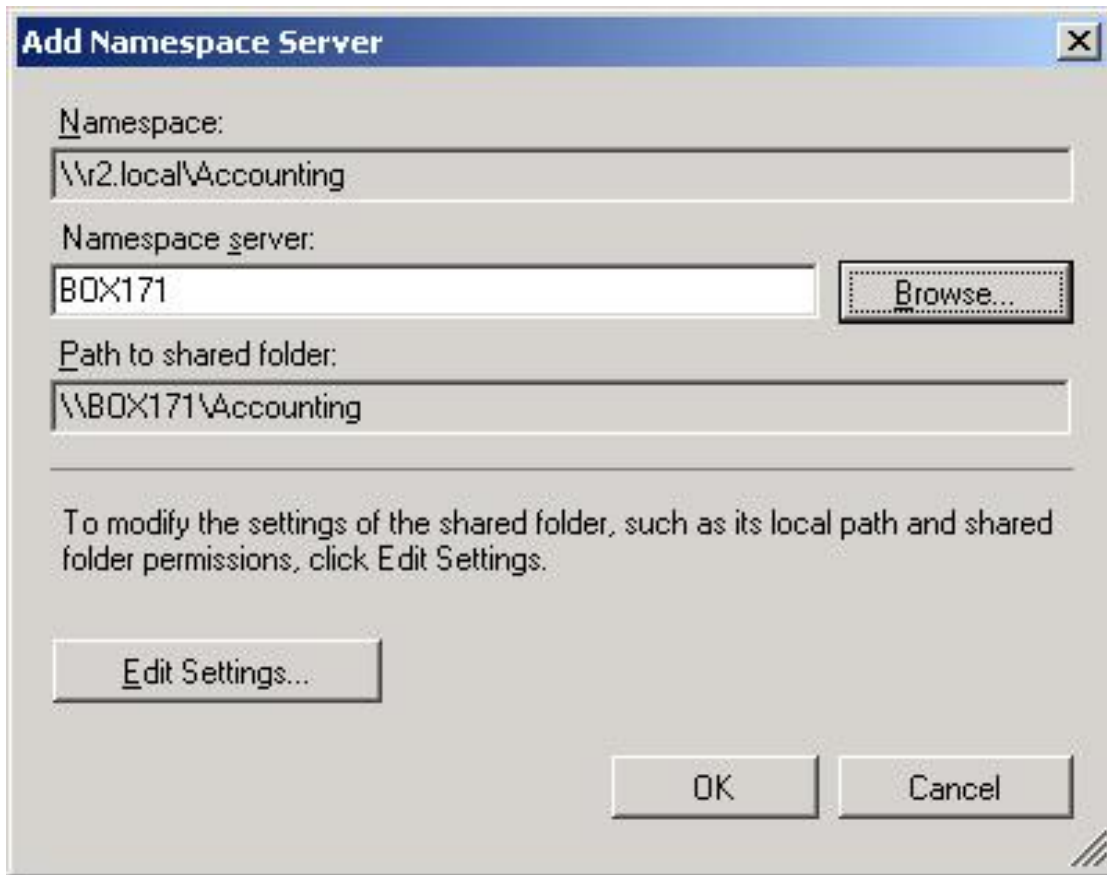 Add Namespace Server
Namespace:
\\r2.local\Accounting
Namespace server:
BOX171
Browse...
Path to shared folder:
\\BOX171\Accounting
To modify the settings of the shared folder, such as its local path and shared
folder permissions, click Edit Settings.
Edit Settings...
OK
Cancel